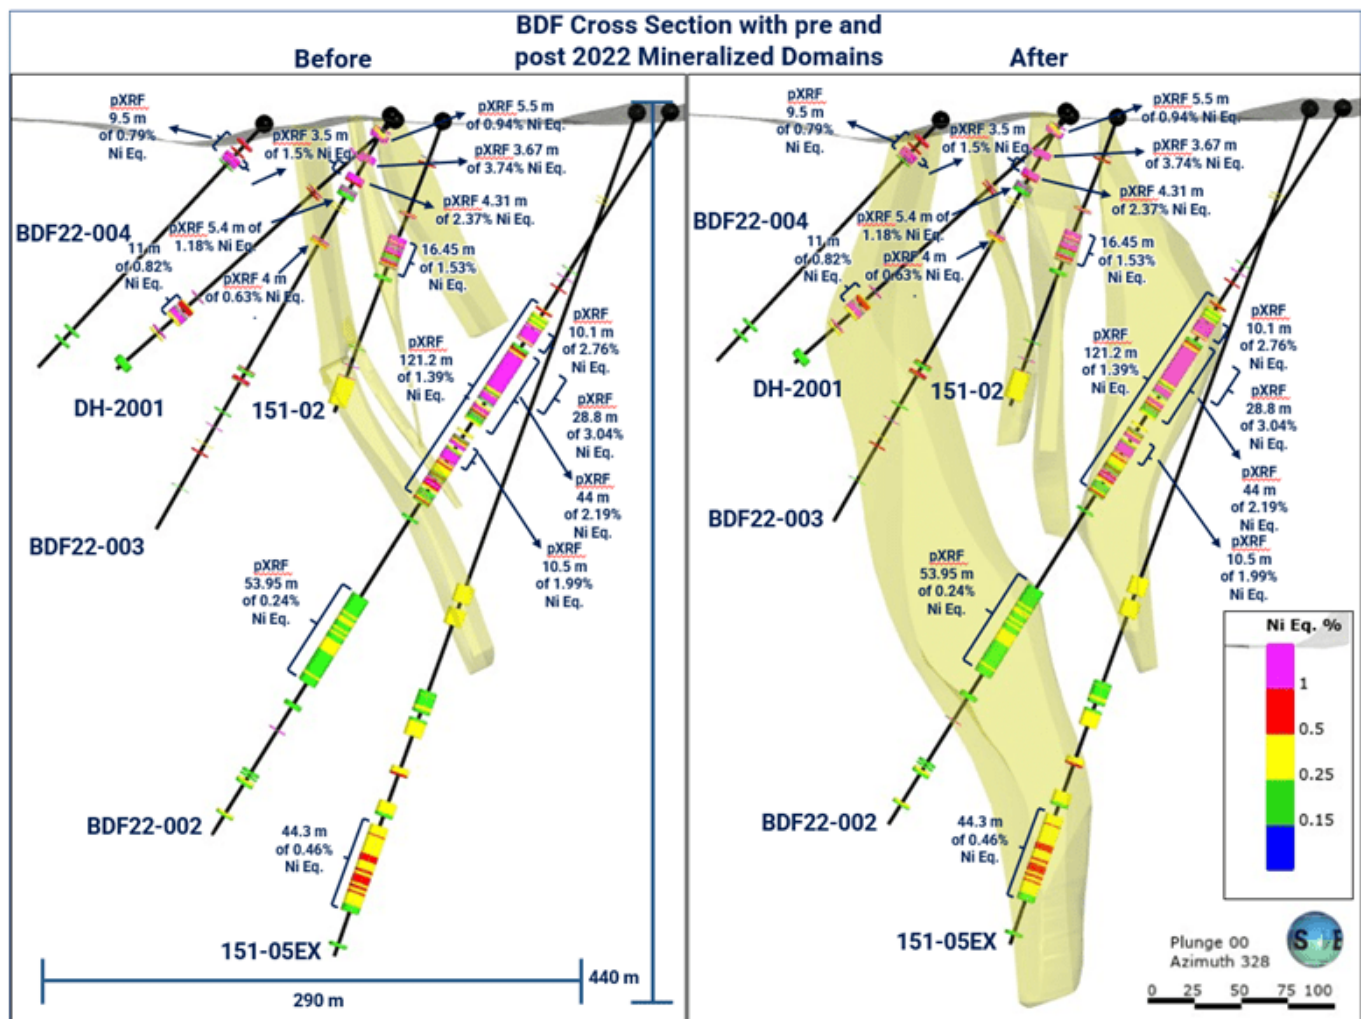 BDF Cross Section with pre and
post 2022 Mineralized Domains
Before
After
pXRF
9.5 m
of 0.79%
Ni Eq.
pXRF 3.5 m
of 1.5% Ni Eq.
pXRF 5.5 m
of 0.94% Ni Eq.
pXRF 3.67 m
of 3.74% Ni Eq.
pXRF 4.31 m
of 2.37% Ni Eq.
BDF22-004
pXRF 5.4 m of
1.18% Ni Eq.
11 m
of 0.82%
Ni Eq.
pXRF 4 m
of 0.63% Ni Eq.
16.45 m
of 1.53%
Ni Eq.
pXRF
10.1 m
of 2.76%
Ni Eq.
pXRF
121.2 m
of 1.39%
Ni Eq.
pXRF
28.8 m
of 3.04%
Ni Eq.
DH-2001
151-02
pXRF
44 m
of 2.19%
Ni Eq.
BDF22-003
pXRF
10.5 m
of 1.99%
Ni Eq.
pXRF
53.95 m
of 0.24%
Ni Eq.
BDF22-002
44.3 m
of 0.46%
Ni Eq.
151-05EX
290 m
440 m
pXRF
9.5 m
of 0.79%
Ni Eq.
pXRF 3.5 m
of 1.5% Ni Eq.
pXRF 5.5 m
of 0.94% Ni Eq.
pXRF 3.67 m
of 3.74% Ni Eq.
pXRF 4.31 m
of 2.37% Ni Eq.
BDF22-004
pXRF 5.4 m of
1.18% Ni Eq.
11 m
of 0.82%
Ni Eq.
pXRF 4 m
of 0.63% Ni Eq.
16.45 m
of 1.53%
Ni Eq.
pXRF
10.1 m
of 2.76%
Ni Eq.
pXRF
121.2 m
of 1.39%
Ni Eq.
pXRF
28.8 m
of 3.04%
Ni Eq.
DH-2001
151-02
pXRF
44 m
of 2.19%
Ni Eq.
BDF22-003
pXRF
10.5 m
of 1.99%
Ni Eq.
pXRF
53.95 m
of 0.24%
Ni Eq.
BDF22-002
44.3 m
of 0.46%
Ni Eq.
151-05EX
Ni Eq. %
1
0.5
0.25
0.15
Plunge 00
Azimuth 328
S E
0 25 50 75 100